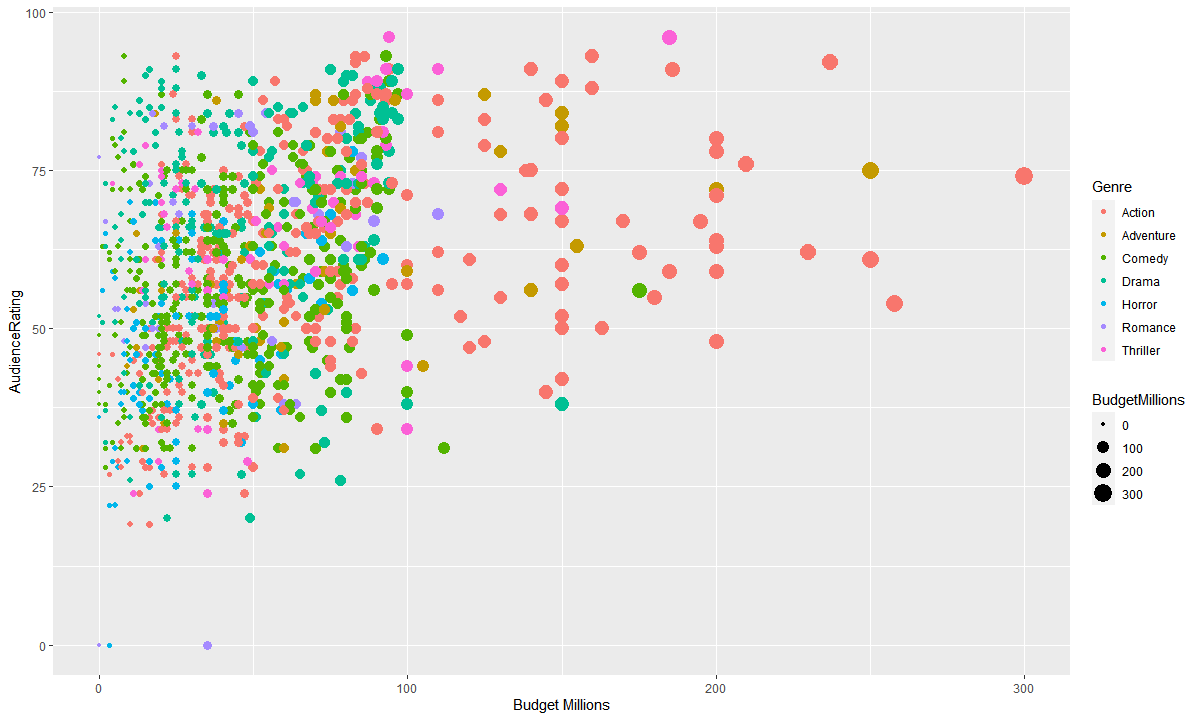 100
75
50
25
0
AudienceRating
0
100
200
300
Budget Millions
Genre
Action
Adventure
Comedy
Drama
Horror
Romance
Thriller
BudgetMillions
0
100
200
300